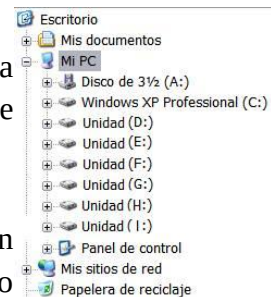 Escritorio
Mis documentos
a Mi PC
Disco de 3½ (A:)
e Windows XP Professional (C:)
Unidad (D:)
Unidad (E:)
Unidad (F:)
Unidad (G:)
Unidad (H:)
n Unidad (I:)
Panel de control
Mis sitios de red
o Papelera de reciclaje